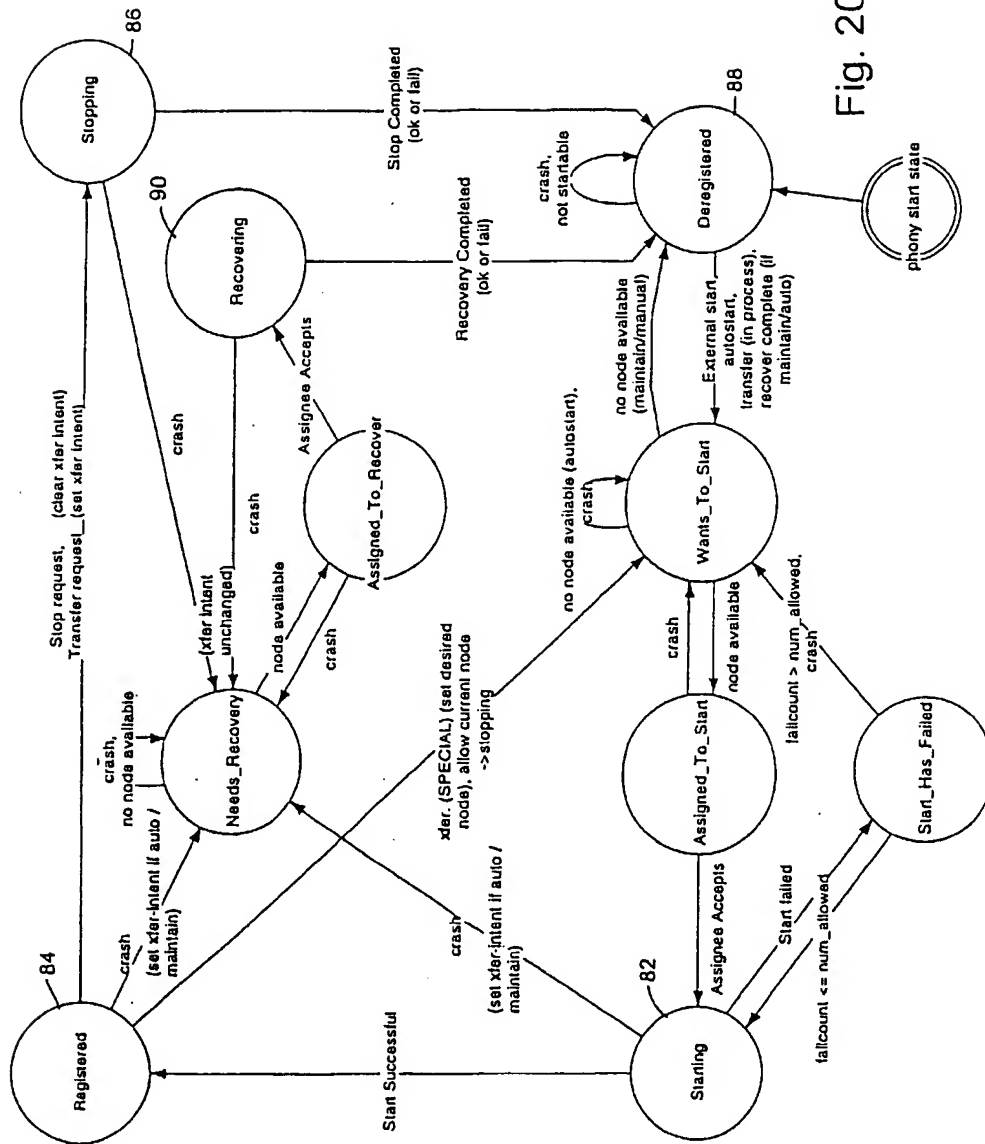 Stopping
86
Stop request, (clear xfer intent)
Transfer request_ (set xfer intent)
Stop Completed
(ok or fail)
crash
90
Recovering
Recovery Completed
(ok or fail)
crash
Assignee Accepts
Assigned_To_Recover
(xfer intent
unchanged)
node available
crash
crash,
no node available
Needs_Recovery
84
Registered
crash
(set xfer-intent if auto /
maintain)
xfer. (SPECIAL) (set desired
node), allow current node
->stopping
crash
(set xfer-intent if auto /
maintain)
Start Successful
82
Starting
Assignee Accepts
Assigned_To_Start
crash
node available
Start failed
failcount <= num_allowed
Start_Has_Failed
failcount > num_allowed,
crash
Wants_To_Start
no node available (autostart),
crash
no node available
(maintain/manual)
External start,
autostart,
transfer (in process),
recover complete (if
maintain/auto)
crash,
not startable
Deregistered
88
phony start state
Fig. 20